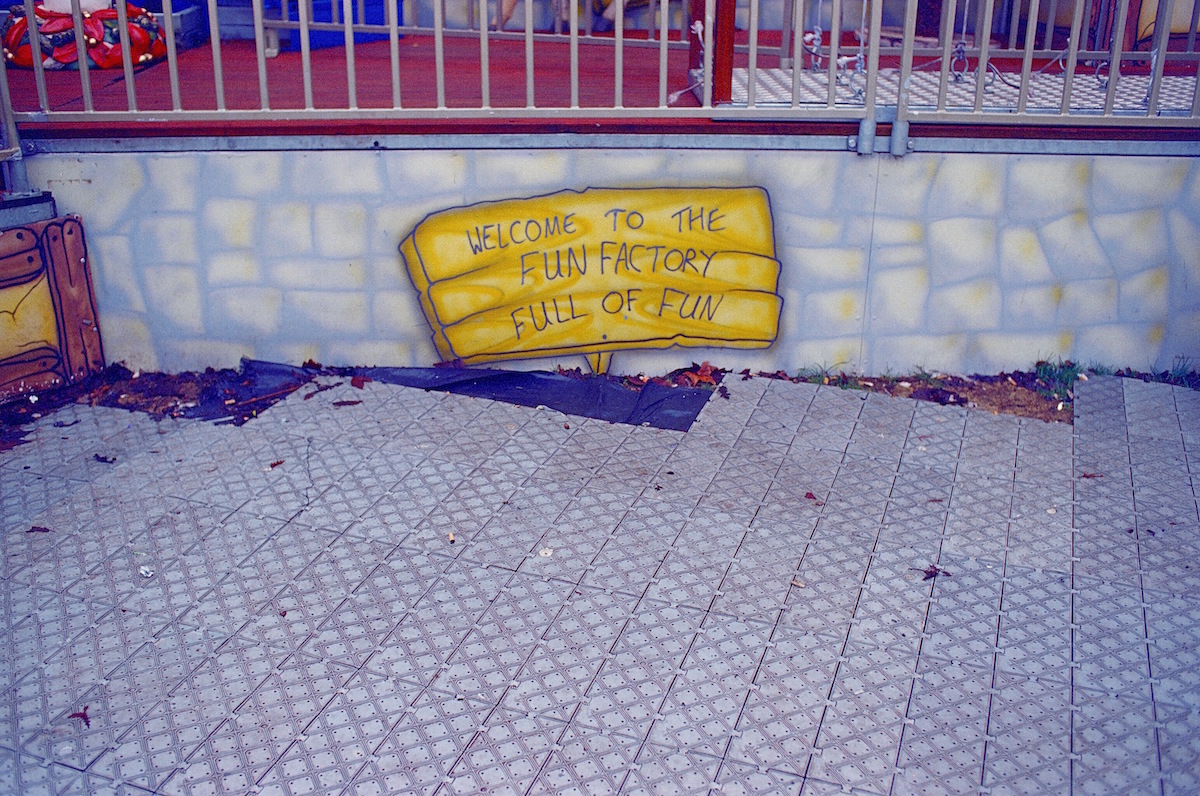 WELCOME TO THE
FUN FACTORY
FULL OF FUN